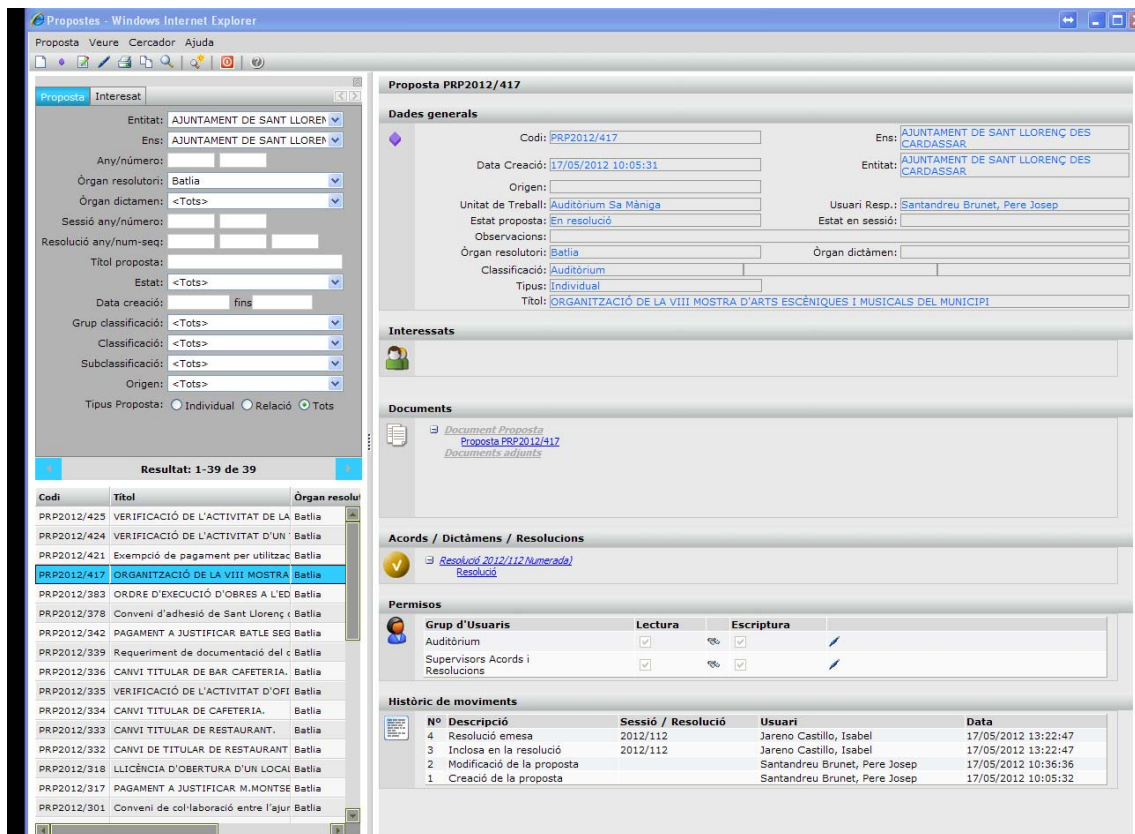 Propostes - Windows Internet Explorer
Proposta Veure Cercador Ajuda
Proposta Interesat
Entitat: AJUNTAMENT DE SANT LLOREN
Ens: AJUNTAMENT DE SANT LLOREN
Any/número:
Òrgan resolutori: Batlia
Òrgan dictamen: <Tots>
Sessió any/número:
Resolució any/num-seq:
Títol proposta:
Estat: <Tots>
Data creació: fins
Grup classificació: <Tots>
Classificació: <Tots>
Subclassificació: <Tots>
Origen: <Tots>
Tipus Proposta: Individual Relació Tots
Resultat: 1-39 de 39
Codi Títol Òrgan resolut
PRP2012/425 VERIFICACIÓ DE L'ACTIVITAT DE LA Batlia
PRP2012/424 VERIFICACIÓ DE L'ACTIVITAT D'UN Batlia
PRP2012/421 Exempció de pagament per utilitzac Batlia
PRP2012/417 ORGANITZACIÓ DE LA VIII MOSTRA Batlia
PRP2012/383 ORDRE D'EXECUCIÓ D'OBRES A L'ED Batlia
PRP2012/378 Conveni d'adhesió de Sant Llorenç Batlia
PRP2012/342 PAGAMENT A JUSTIFICAR BATLE SEG Batlia
PRP2012/339 Requeriment de documentació del Batlia
PRP2012/336 CANVI TITULAR DE BAR CAFETERIA. Batlia
PRP2012/335 VERIFICACIÓ DE L'ACTIVITAT D'OFI Batlia
PRP2012/334 CANVI TITULAR DE CAFETERIA. Batlia
PRP2012/333 CANVI TITULAR DE RESTAURANT. Batlia
PRP2012/332 CANVI DE TITULAR DE RESTAURANT Batlia
PRP2012/318 LLICÈNCIA D'OBERTURA D'UN LOCAL Batlia
PRP2012/317 PAGAMENT A JUSTIFICAR M.MONTSE Batlia
PRP2012/301 Conveni de col·laboració entre l'ajur Batlia
Proposta PRP2012/417
Dades generals
Codi: PRP2012/417 Ens: AJUNTAMENT DE SANT LLORENÇ DES
CARDASSAR
Data Creació: 17/05/2012 10:05:31 Entitat: AJUNTAMENT DE SANT LLORENÇ DES
CARDASSAR
Origen:
Unitat de Treball: Auditòrium Sa Màniga Usuari Resp.: Santandreu Brunet, Pere Josep
Estat proposta: En resolució Estat en sessió:
Observacions:
Òrgan resolutori: Batlia Òrgan dictàmen:
Classificació: Auditòrium
Tipus: Individual
Títol: ORGANITZACIÓ DE LA VIII MOSTRA D'ARTS ESCÈNIQUES I MUSICALS DEL MUNICIPI
Interessats
Documents
Document Proposta
Proposta PRP2012/417
Documents adjunts
Acords / Dictàmens / Resolucions
Resolució 2012/112 Numerada)
Resolució
Permisos
Grup d'Usuaris Lectura Escriptura
Auditòrium
Supervisors Acords i
Resolucions
Històric de moviments
Nº Descripció Sessió / Resolució Usuari Data
4 Resolució emesa 2012/112 Jareno Castillo, Isabel 17/05/2012 13:22:47
3 Inclosa en la resolució 2012/112 Jareno Castillo, Isabel 17/05/2012 13:22:47
2 Modificació de la proposta Santandreu Brunet, Pere Josep 17/05/2012 10:36:36
1 Creació de la proposta Santandreu Brunet, Pere Josep 17/05/2012 10:05:32